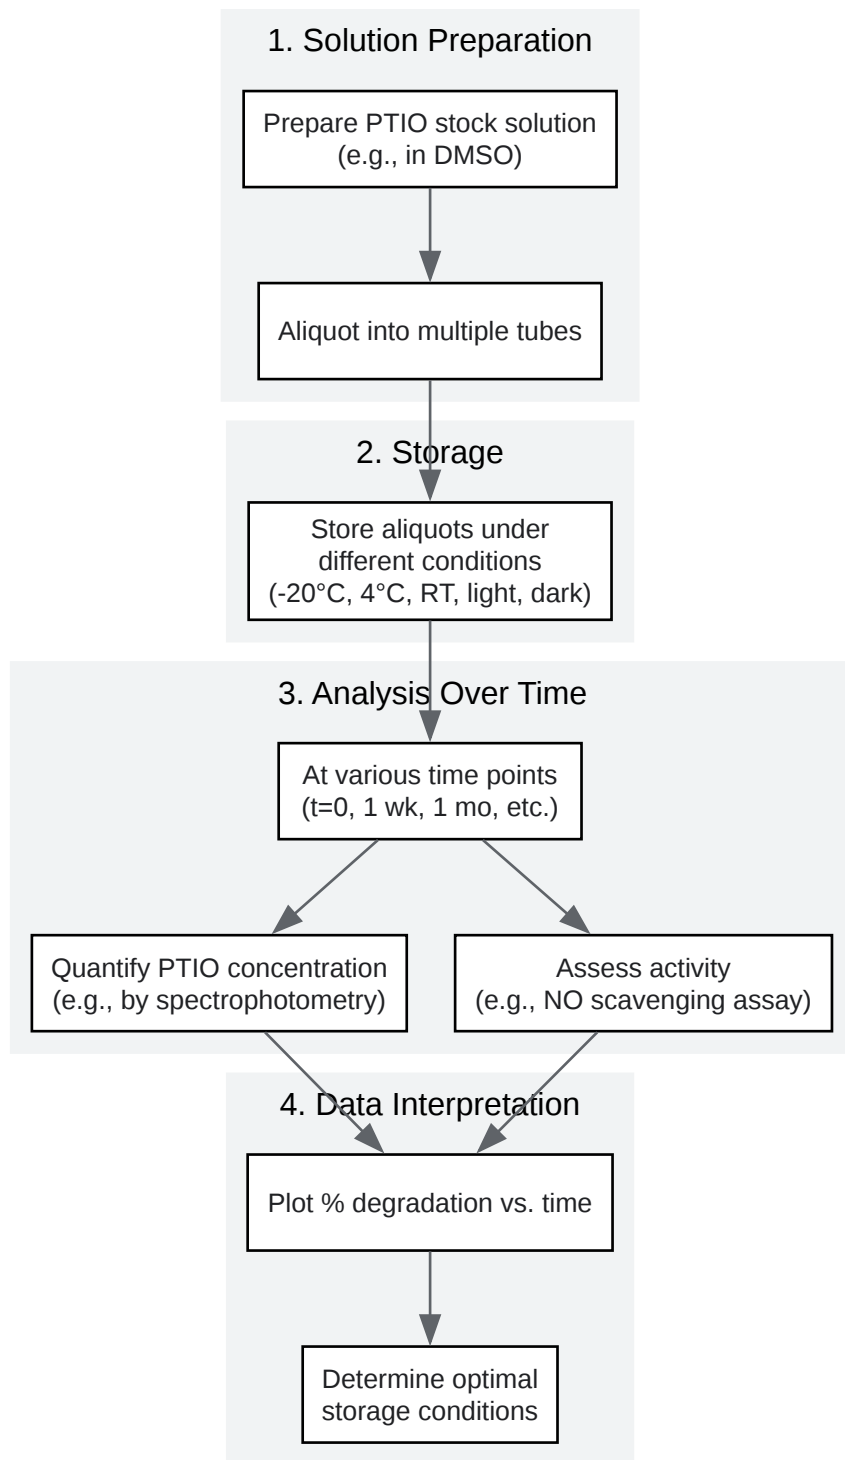 1. Solution Preparation
Prepare PTIO stock solution
(e.g., in DMSO)
Aliquot into multiple tubes
2. Storage
Store aliquots under
different conditions
(-20°C, 4°C, RT, light, dark)
3. Analysis Over Time
At various time points
(t=0, 1 wk, 1 mo, etc.)
Quantify PTIO concentration
(e.g., by spectrophotometry)
Assess activity
(e.g., NO scavenging assay)
4. Data Interpretation
Plot % degradation vs. time
Determine optimal
storage conditions